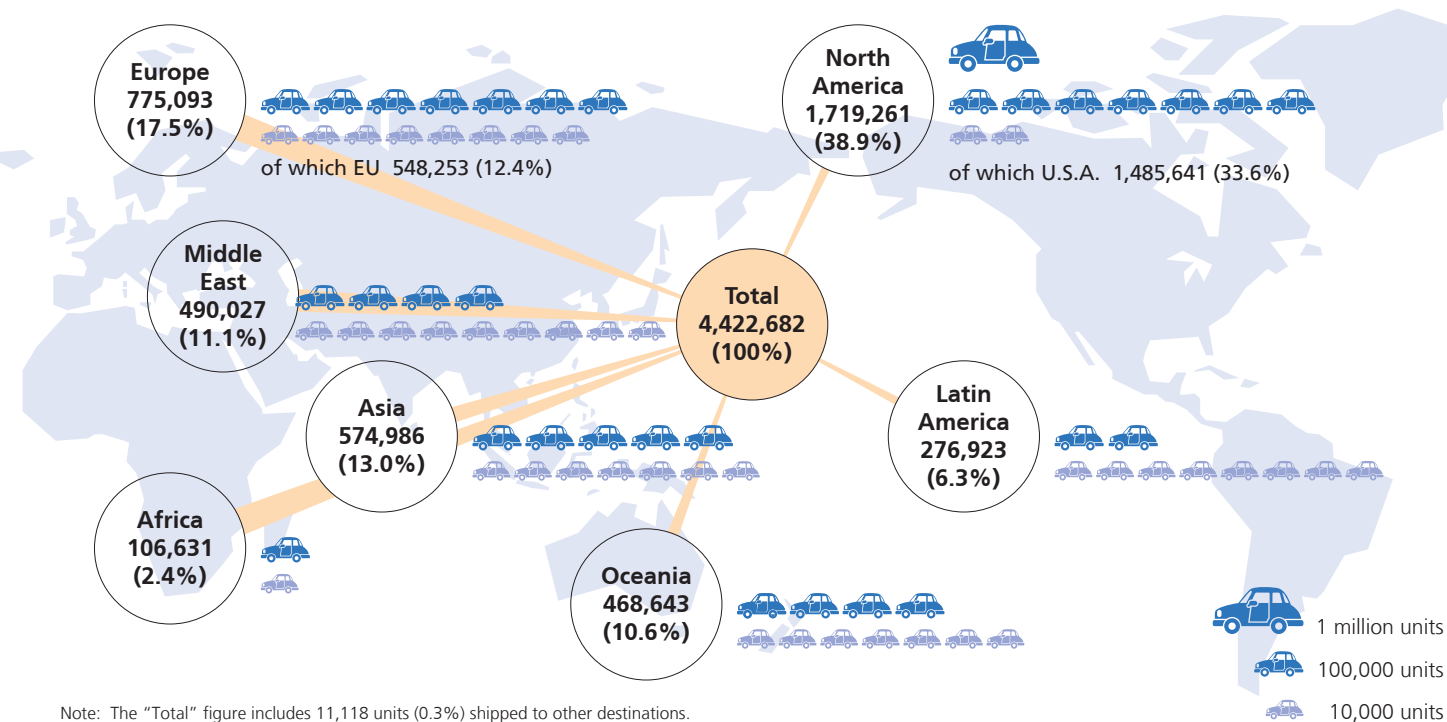 Europe
775,093
(17.5%)
of which EU 548,253 (12.4%)
North
America
1,719,261
(38.9%)
of which U.S.A. 1,485,641 (33.6%)
Middle
East
490,027
(11.1%)
Total
4,422,682
(100%)
Asia
574,986
(13.0%)
Latin
America
276,923
(6.3%)
Africa
106,631
(2.4%)
Oceania
468,643
(10.6%)
1 million units
100,000 units
10,000 units
Note: The “Total” figure includes 11,118 units (0.3%) shipped to other destinations.